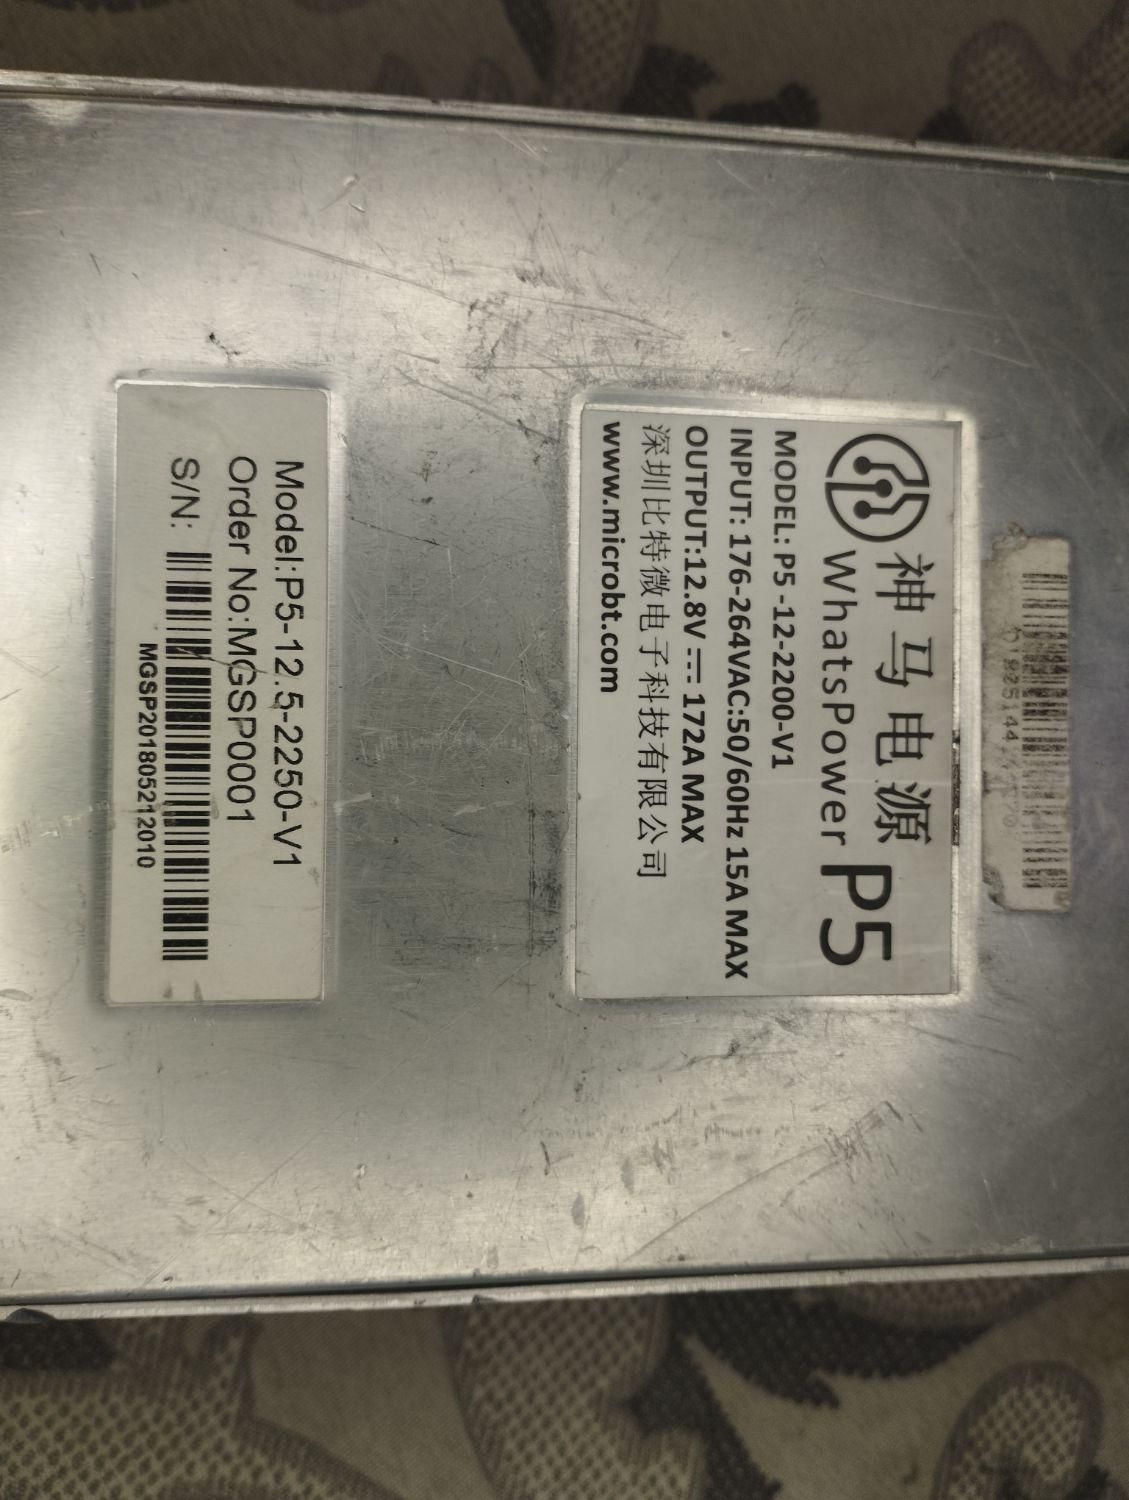 神马电源
WhatsPower P5
MODEL: P5-12-2200-V1
INPUT: 176-264VAC:50/60Hz 15A MAX
OUTPUT:12.8V ⎓ 172A MAX
深圳比特微电子科技有限公司
www.microbt.com
Model:P5-12.5-2250-V1
Order No:MGSP0001
S/N:
MGSP201805212010